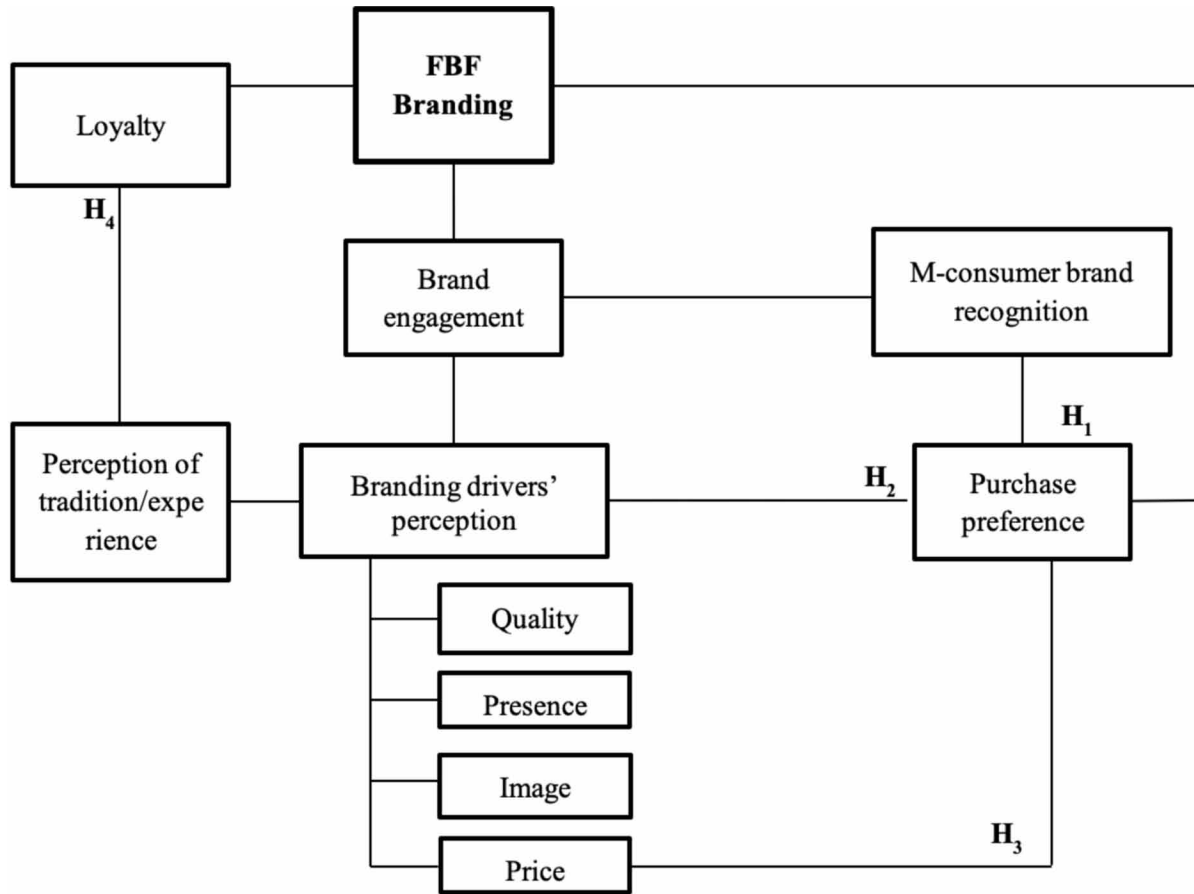 FBF
Branding
Loyalty
H4
Brand
engagement
M-consumer brand
recognition
H1
Perception of
tradition/expe
rience
Branding drivers’
perception
H2
Purchase
preference
Quality
Presence
Image
H3
Price